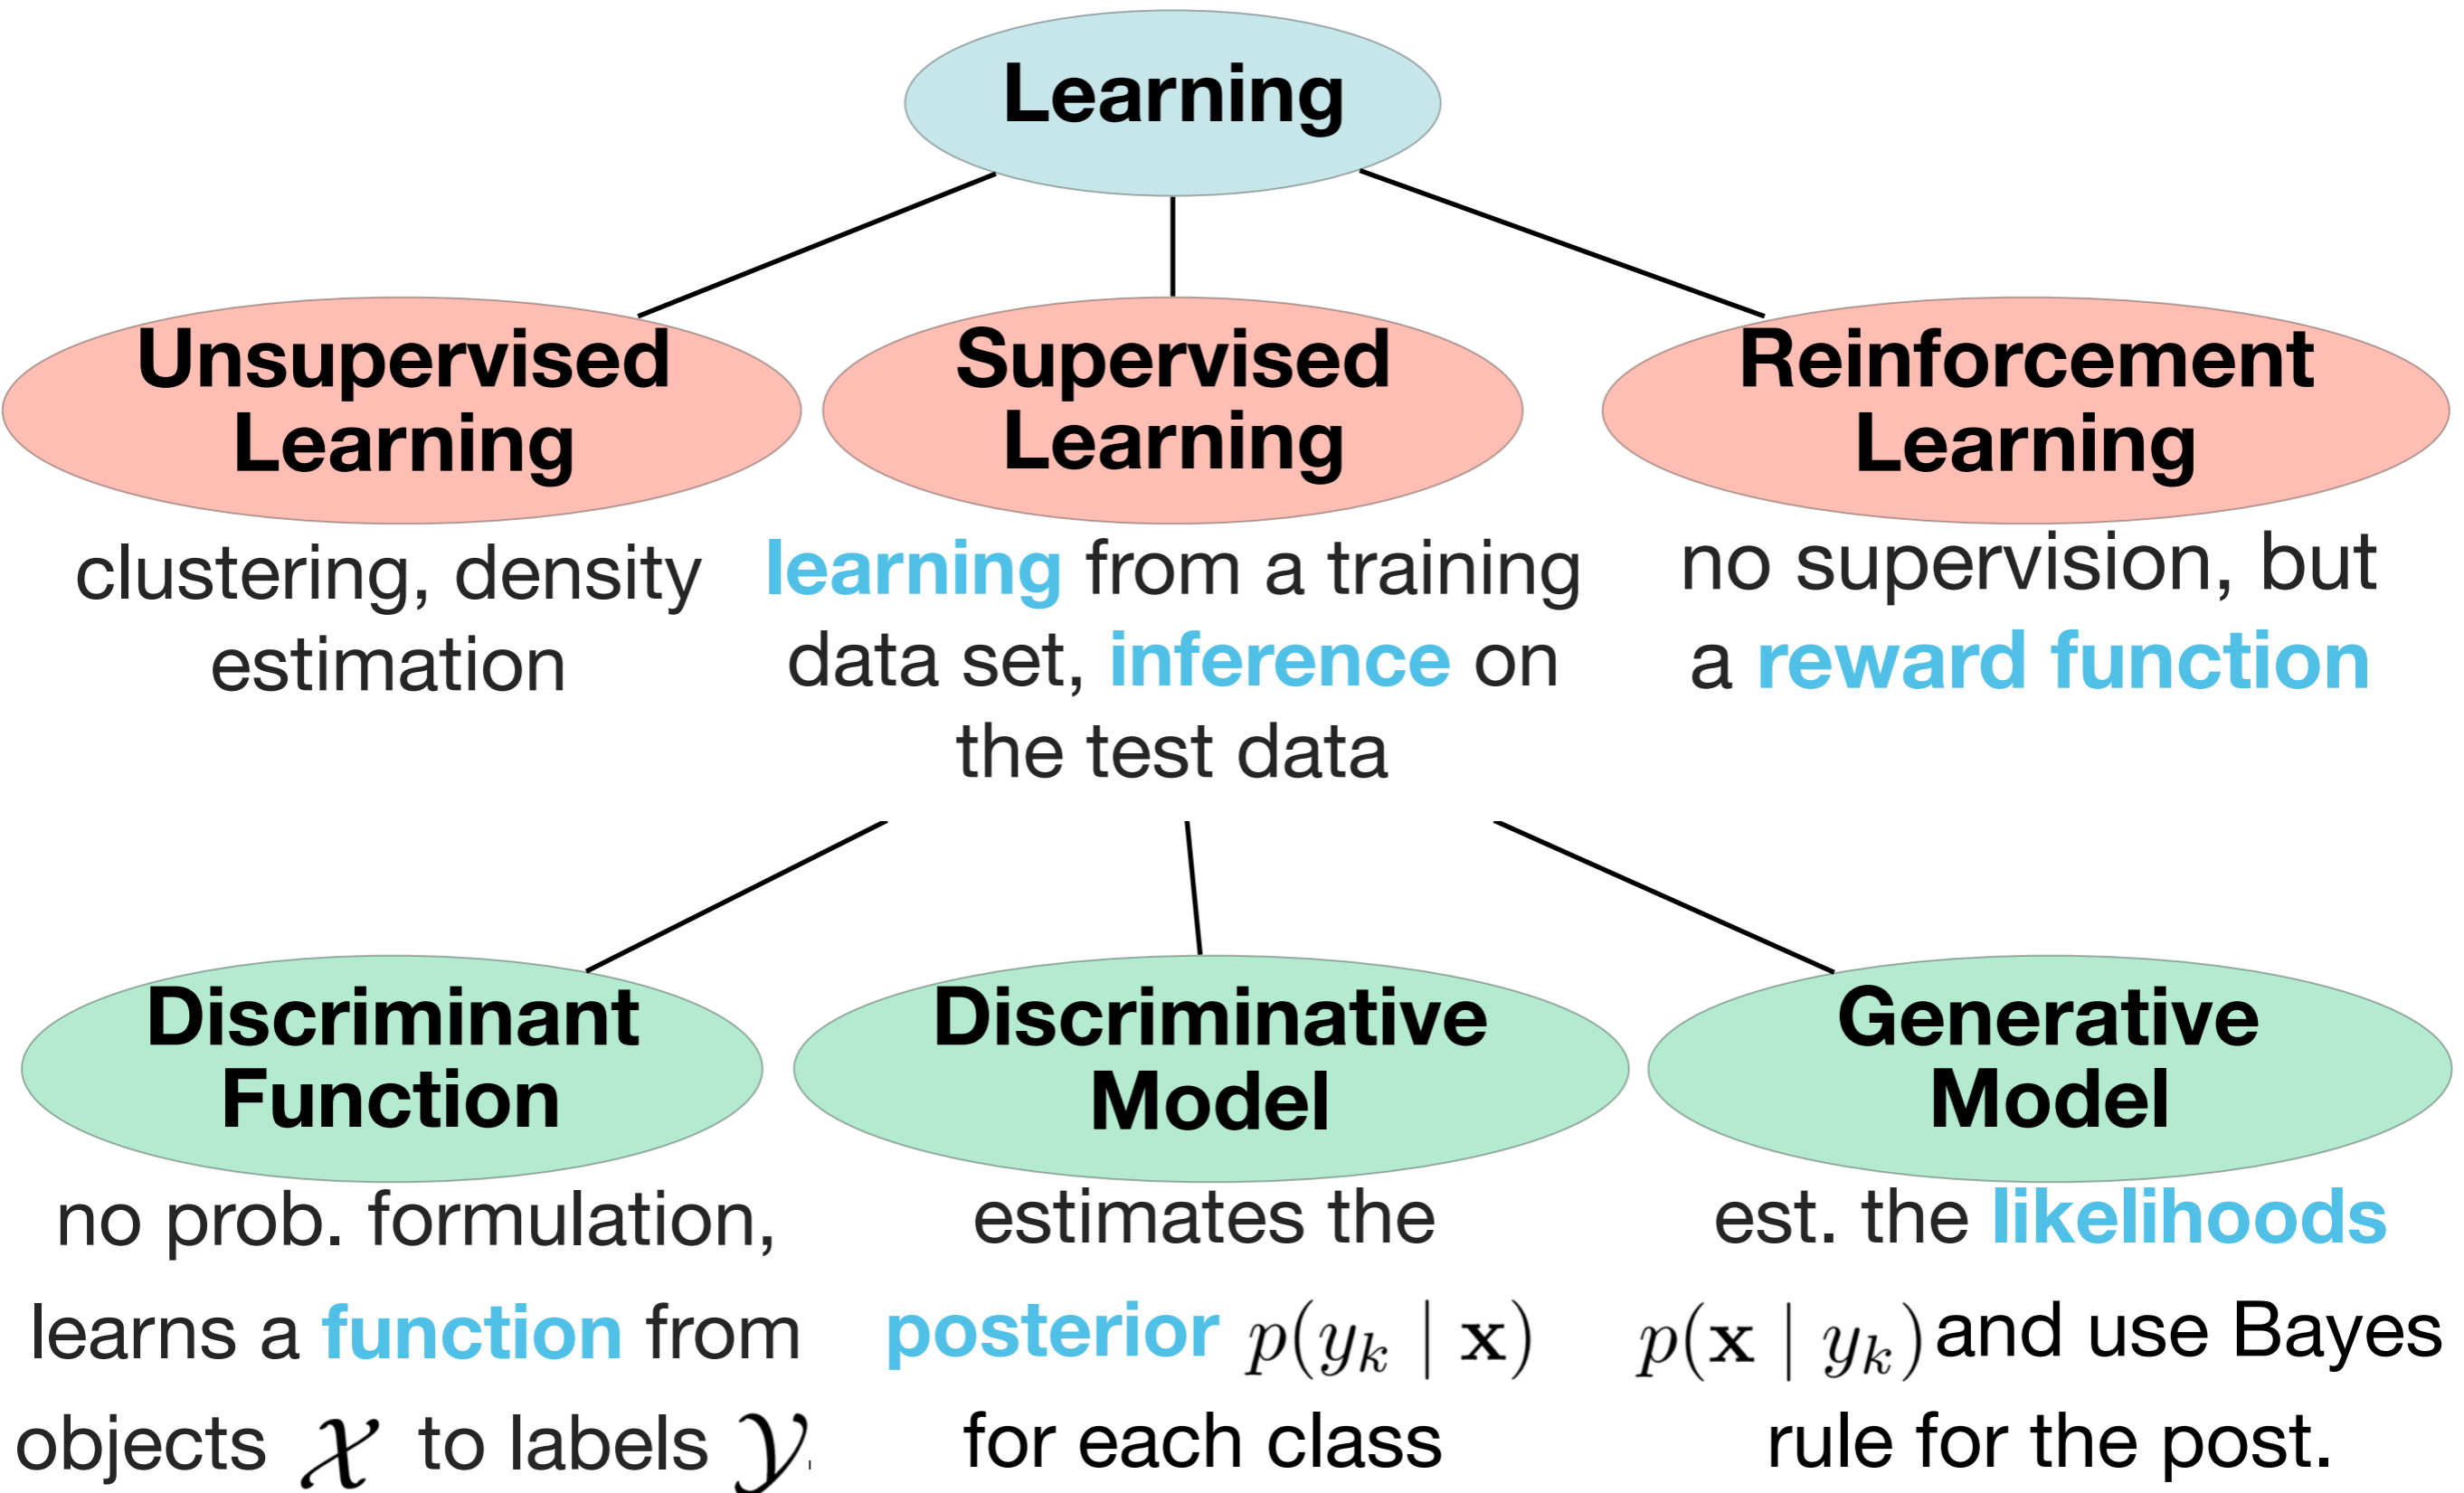 Learning
Unsupervised
Learning
clustering, density
estimation
Supervised
Learning
learning from a training
data set, inference on
the test data
Reinforcement
Learning
no supervision, but
a reward function
Discriminant
Function
no prob. formulation,
learns a function from
objects 𝒳 to labels 𝒴.
Discriminative
Model
estimates the
posterior p(y_k | x)
for each class
Generative
Model
est. the likelihoods
p(x | y_k) and use Bayes
rule for the post.